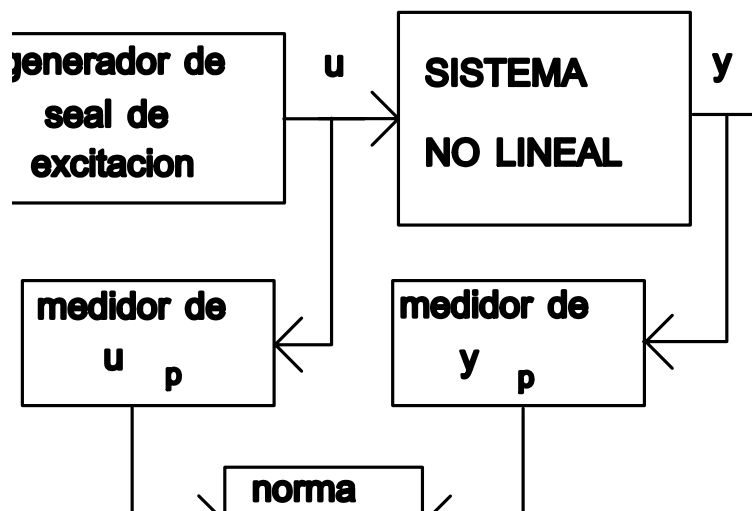 generador de
seal de
excitacion
u
SISTEMA
NO LINEAL
y
medidor de
u p
medidor de
y p
norma